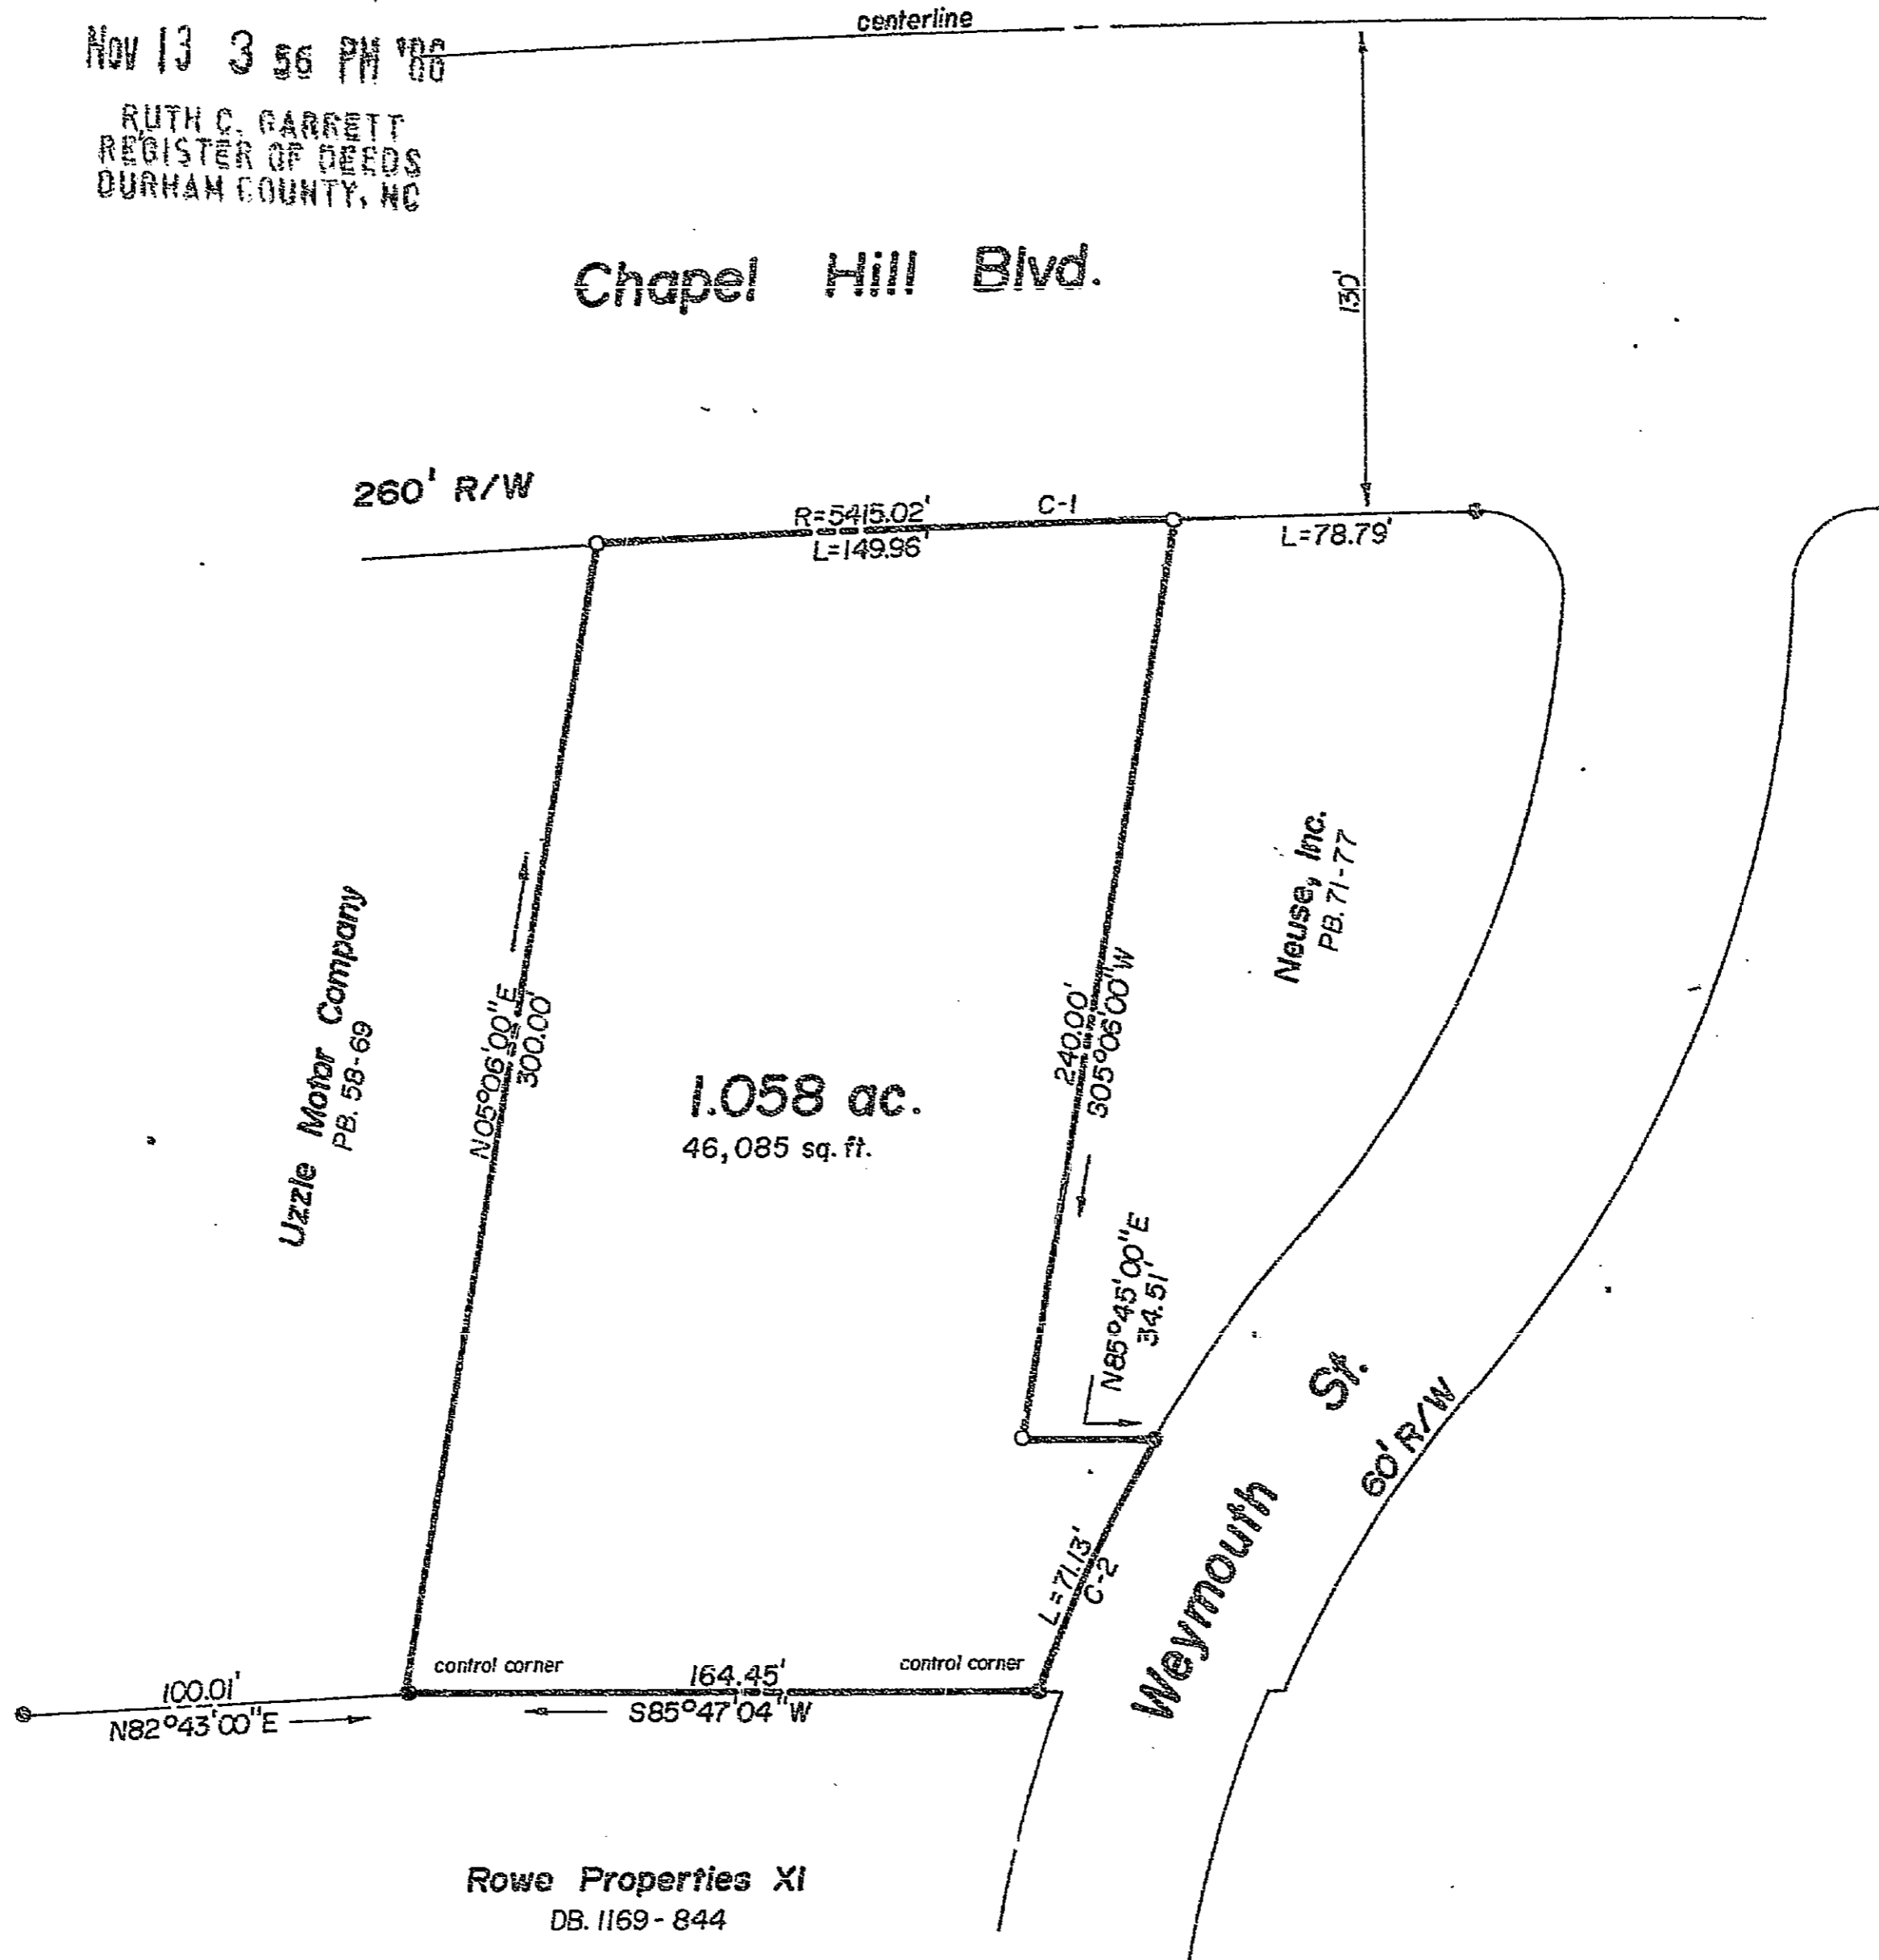 centerline
Nov 13 3 56 PM '86
RUTH C. GARRETT
REGISTER OF DEEDS
DURHAM COUNTY, NC
130'
Chapel Hill Blvd.
260' R/W
R=5415.02'
C-1
L=149.96'
L=78.79'
Uzzle Motor Company
PB. 58-69
N05°06'00"E
300.00'
1.058 ac.
46,085 sq. ft.
240.00'
S05°06'00"W
Neuse, Inc.
PB. 71-77
N85°45'00"E
34.51'
Weymouth St.
60' R/W
L=71.13'
C-2
control corner
164.45'
control corner
S85°47'04"W
100.01'
N82°43'00"E
Rowe Properties XI
DB. 1169-844